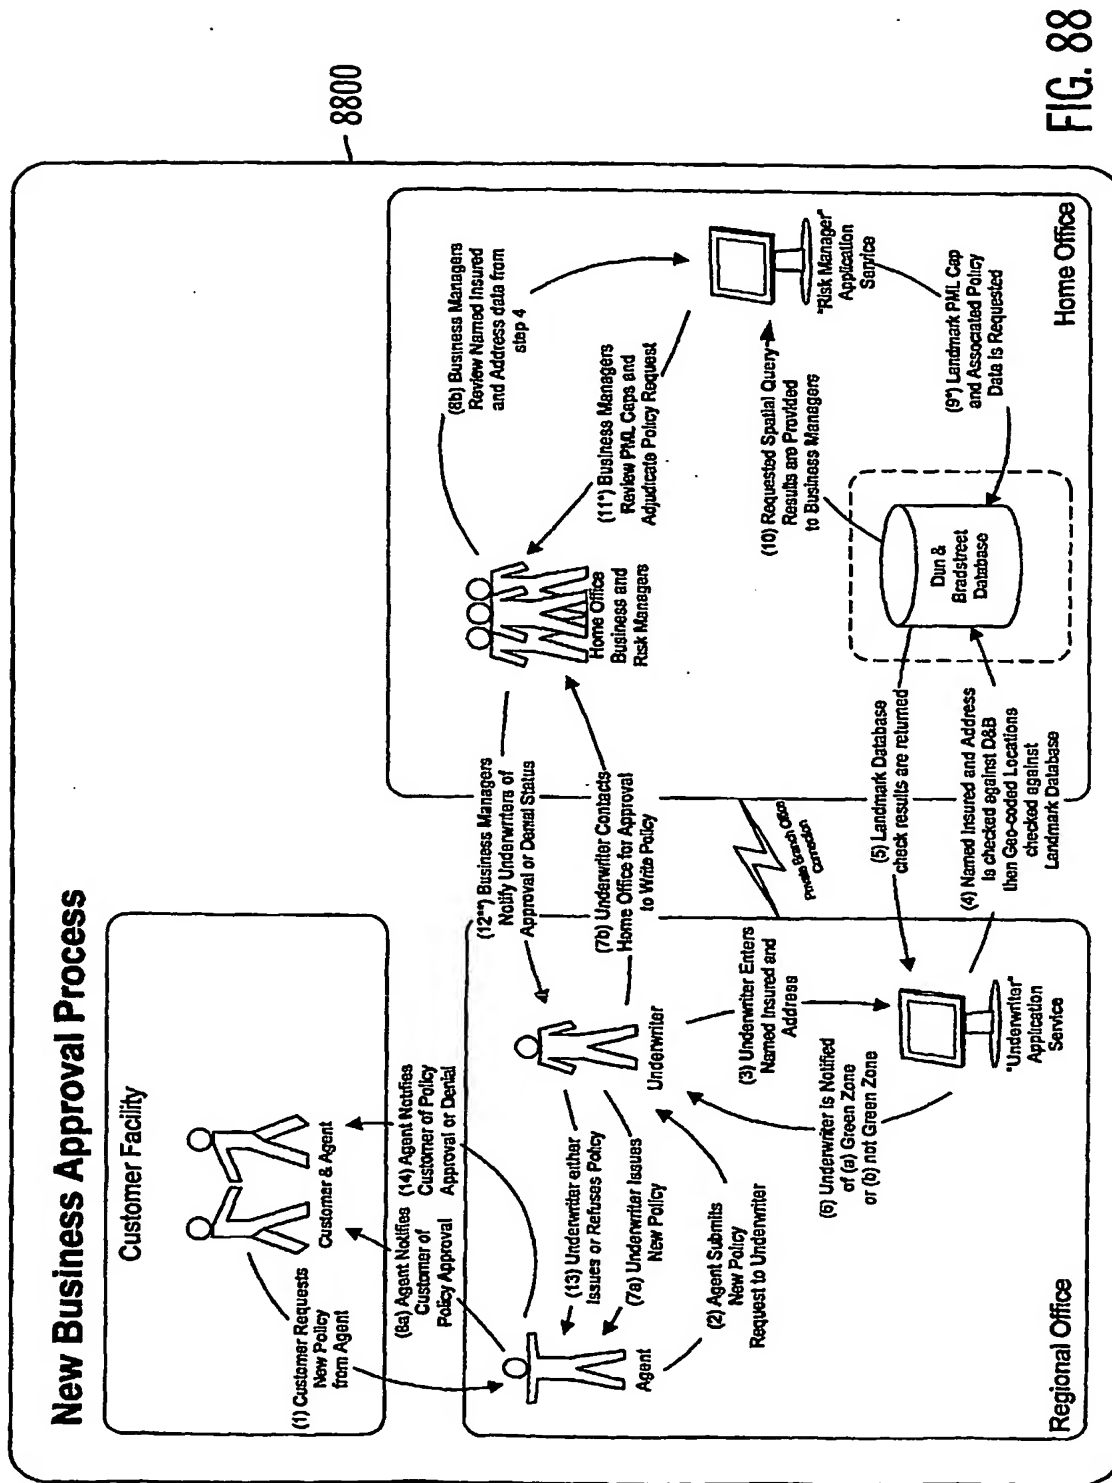 New Business Approval Process
Customer Facility
Customer & Agent
(1) Customer Requests
New Policy
from Agent
(8a) Agent Notifies
Customer of
Policy Approval
(14) Agent Notifies
Customer of Policy
Approval or Denial
Agent
(13) Underwriter either
Issues or Refuses Policy
(7a) Underwriter Issues
New Policy
(2) Agent Submits
New Policy
Request to Underwriter
Underwriter
(3) Underwriter Enters
Named Insured and
Address
(6) Underwriter is Notified
of (a) Green Zone
or (b) not Green Zone
"Underwriter"
Application
Service
Regional Office
(12**) Business Managers
Notify Underwriters of
Approval or Denial Status
(7b) Underwriter Contacts
Home Office for Approval
to Write Policy
Private Branch Office
Connection
(5) Landmark Database
check results are returned
(4) Named Insured and Address
is checked against D&B
then Geo-coded Locations
checked against
Landmark Database
Home Office
Business and
Risk Managers
(8b) Business Managers
Review Named Insured
and Address data from
step 4
(11*) Business Managers
Review PML Caps and
Adjudicate Policy Request
(10) Requested Spatial Query
Results are Provided
to Business Managers
Dun &
Bradstreet
Database
"Risk Manager"
Application
Service
(9*) Landmark PML Cap
and Associated Policy
Data is Requested
Home Office
8800
FIG. 88